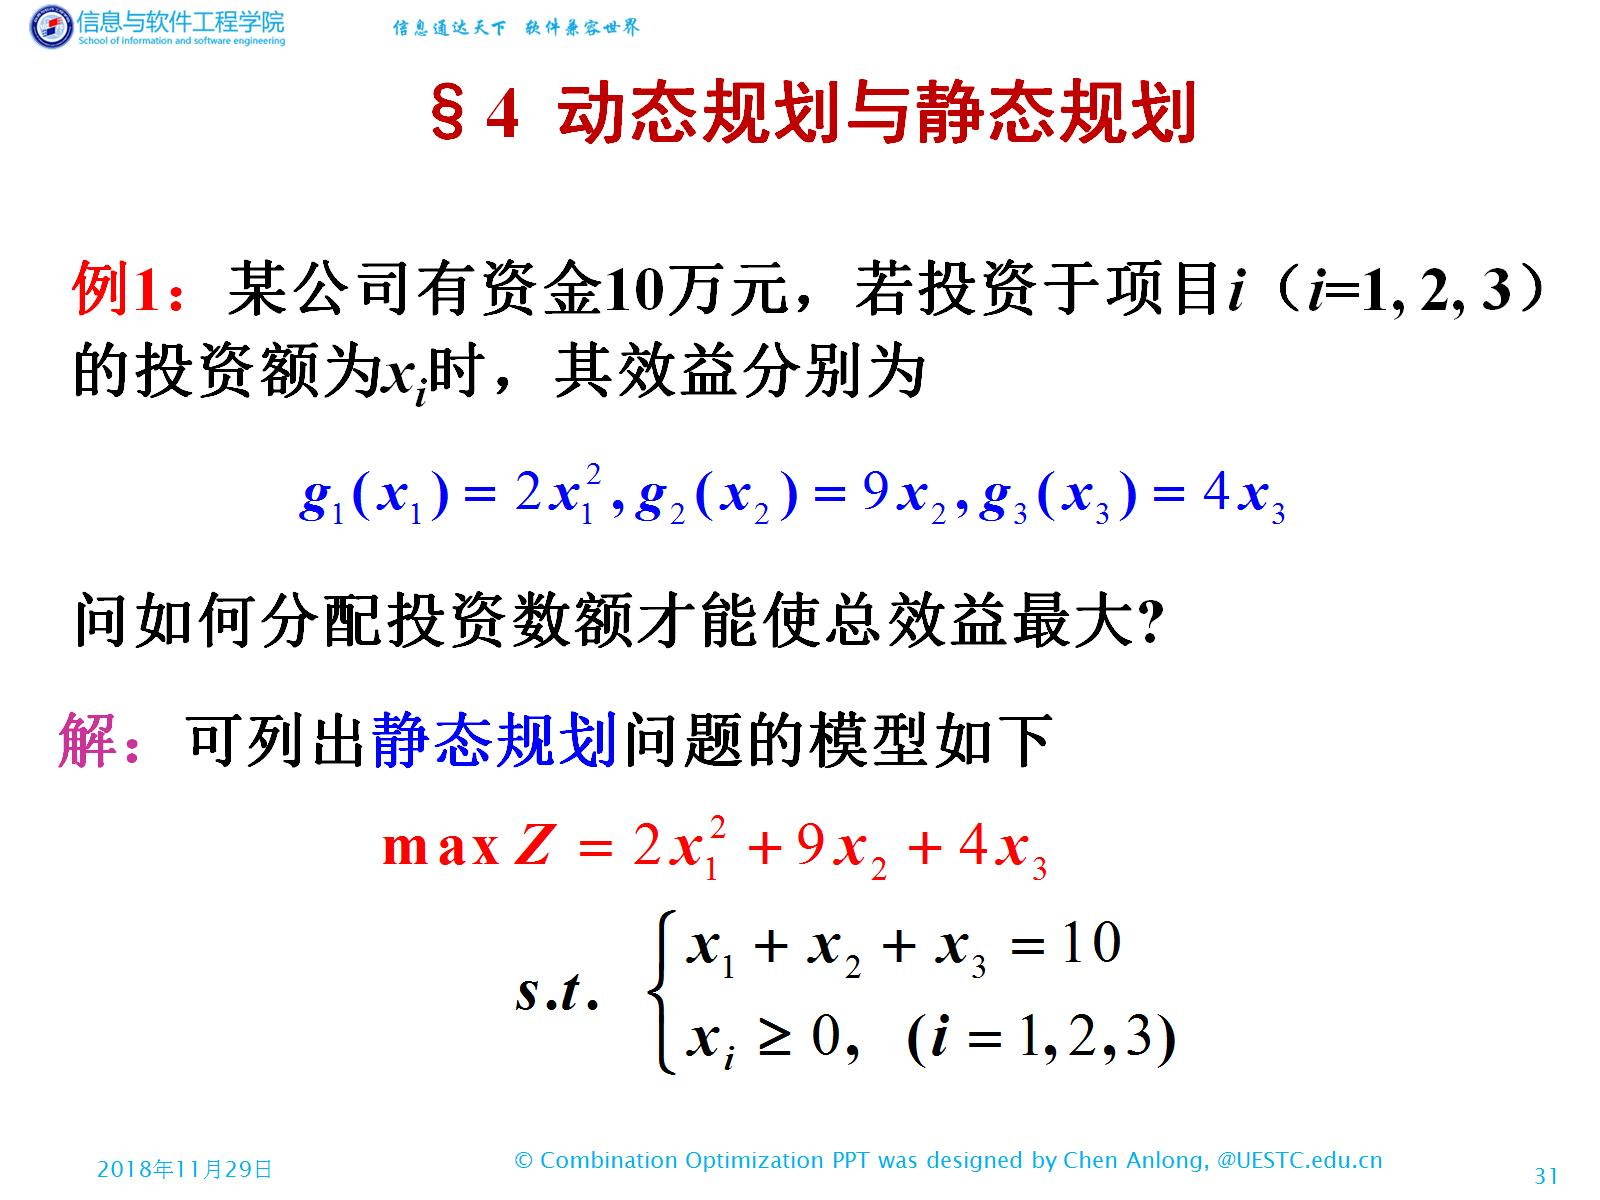 信息与软件工程学院
School of information and software engineering
信息通达天下 软件兼容世界
§4 动态规划与静态规划
例1：某公司有资金10万元，若投资于项目i（i=1, 2, 3）
的投资额为xᵢ时，其效益分别为
g₁(x₁) = 2x₁², g₂(x₂) = 9x₂, g₃(x₃) = 4x₃
问如何分配投资数额才能使总效益最大?
解：可列出静态规划问题的模型如下
max Z = 2x₁² + 9x₂ + 4x₃
x₁ + x₂ + x₃ = 10
s.t.
xᵢ ≥ 0, (i = 1,2,3)
2018年11月29日
© Combination Optimization PPT was designed by Chen Anlong, @UESTC.edu.cn
31